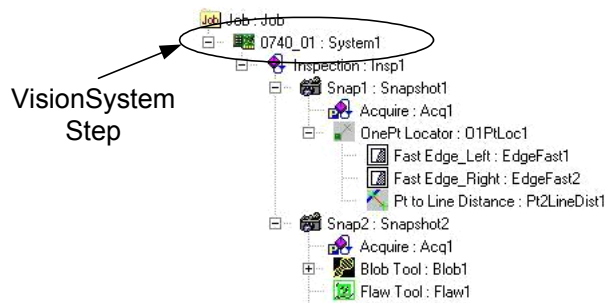 Job Job : Job
0740_01 : System1
Inspection : Insp1
Snap1 : Snapshot1
Acquire : Acq1
OnePt Locator : O1PtLoc1
Fast Edge_Left : EdgeFast1
Fast Edge_Right : EdgeFast2
Pt to Line Distance : Pt2LineDist1
Snap2 : Snapshot2
Acquire : Acq1
Blob Tool : Blob1
Flaw Tool : Flaw1
VisionSystem
Step